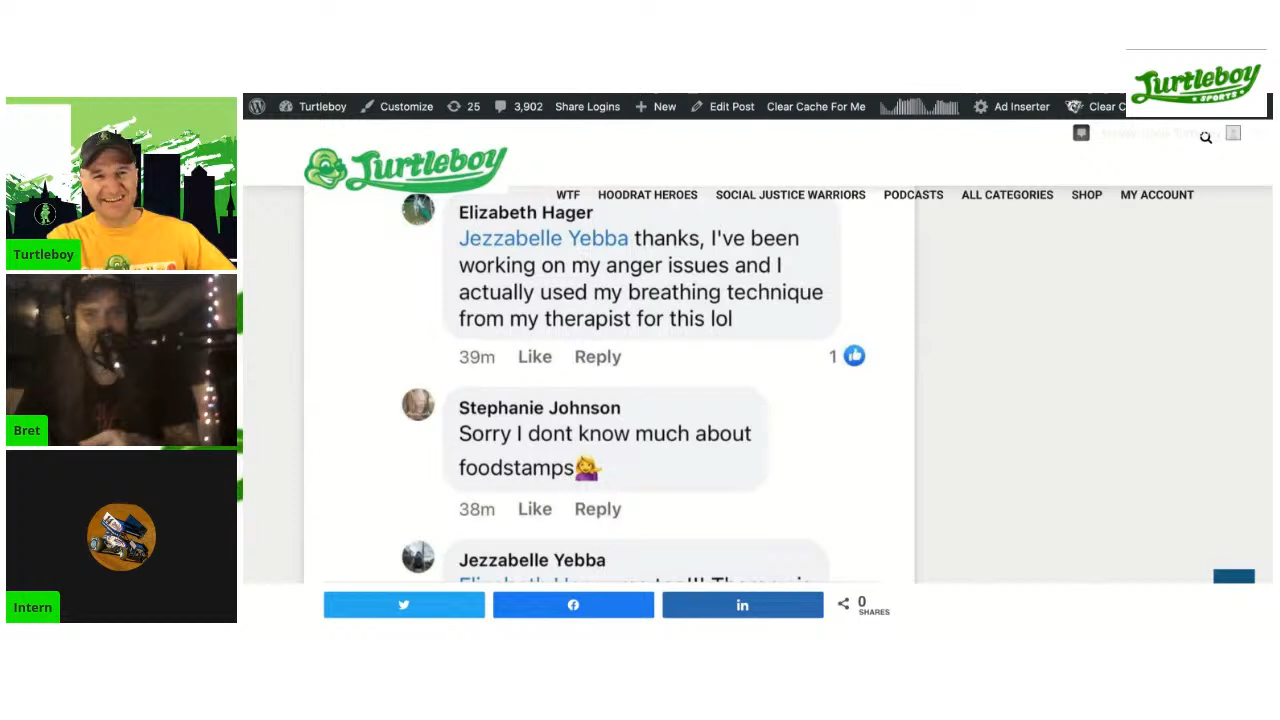 Turtleboy
SPORTS
Turtleboy
Customize
25
3,902
Share Logins
New
Edit Post
Clear Cache For Me
Ad Inserter
Clear C
Turtleboy
WTF
HOODRAT HEROES
SOCIAL JUSTICE WARRIORS
PODCASTS
ALL CATEGORIES
SHOP
MY ACCOUNT
Elizabeth Hager
Jezzabelle Yebba thanks, I've been
working on my anger issues and I
actually used my breathing technique
from my therapist for this lol
39m Like Reply 1
Stephanie Johnson
Sorry I dont know much about
foodstamps💁‍♀️
38m Like Reply
Jezzabelle Yebba
0
SHARES
Turtleboy
Bret
Intern